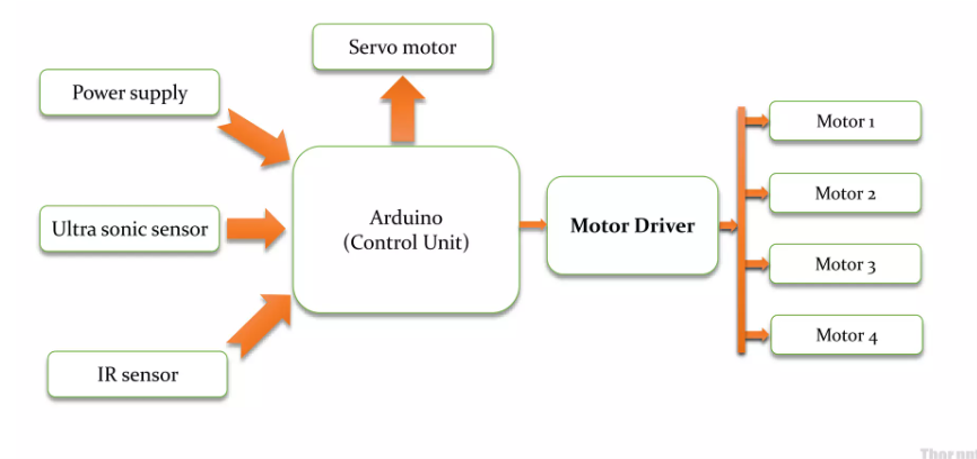 Servo motor
Power supply
Motor 1
Motor 2
Ultra sonic sensor
Arduino
(Control Unit)
Motor Driver
Motor 3
Motor 4
IR sensor